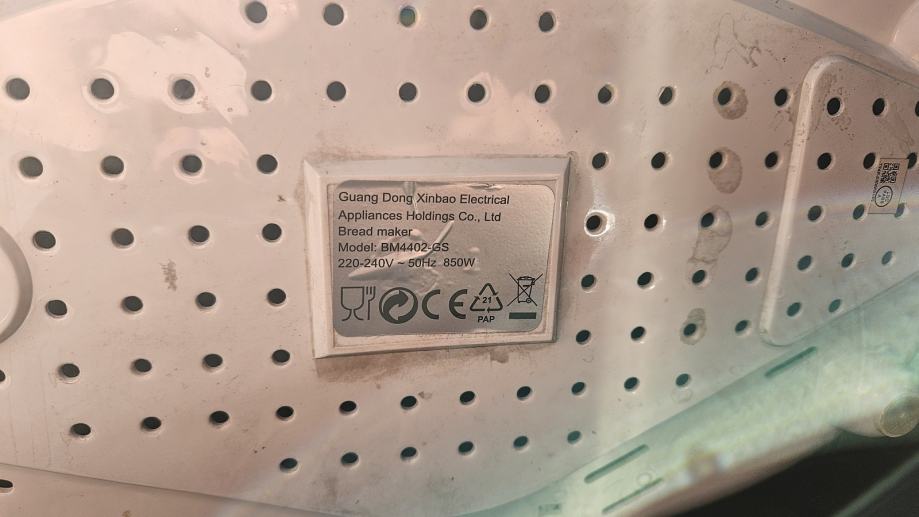 Guang Dong Xinbao Electrical
Appliances Holdings Co., Ltd
Bread maker
Model: BM4402-GS
220-240V ~ 50Hz 850W
CE
21
PAP